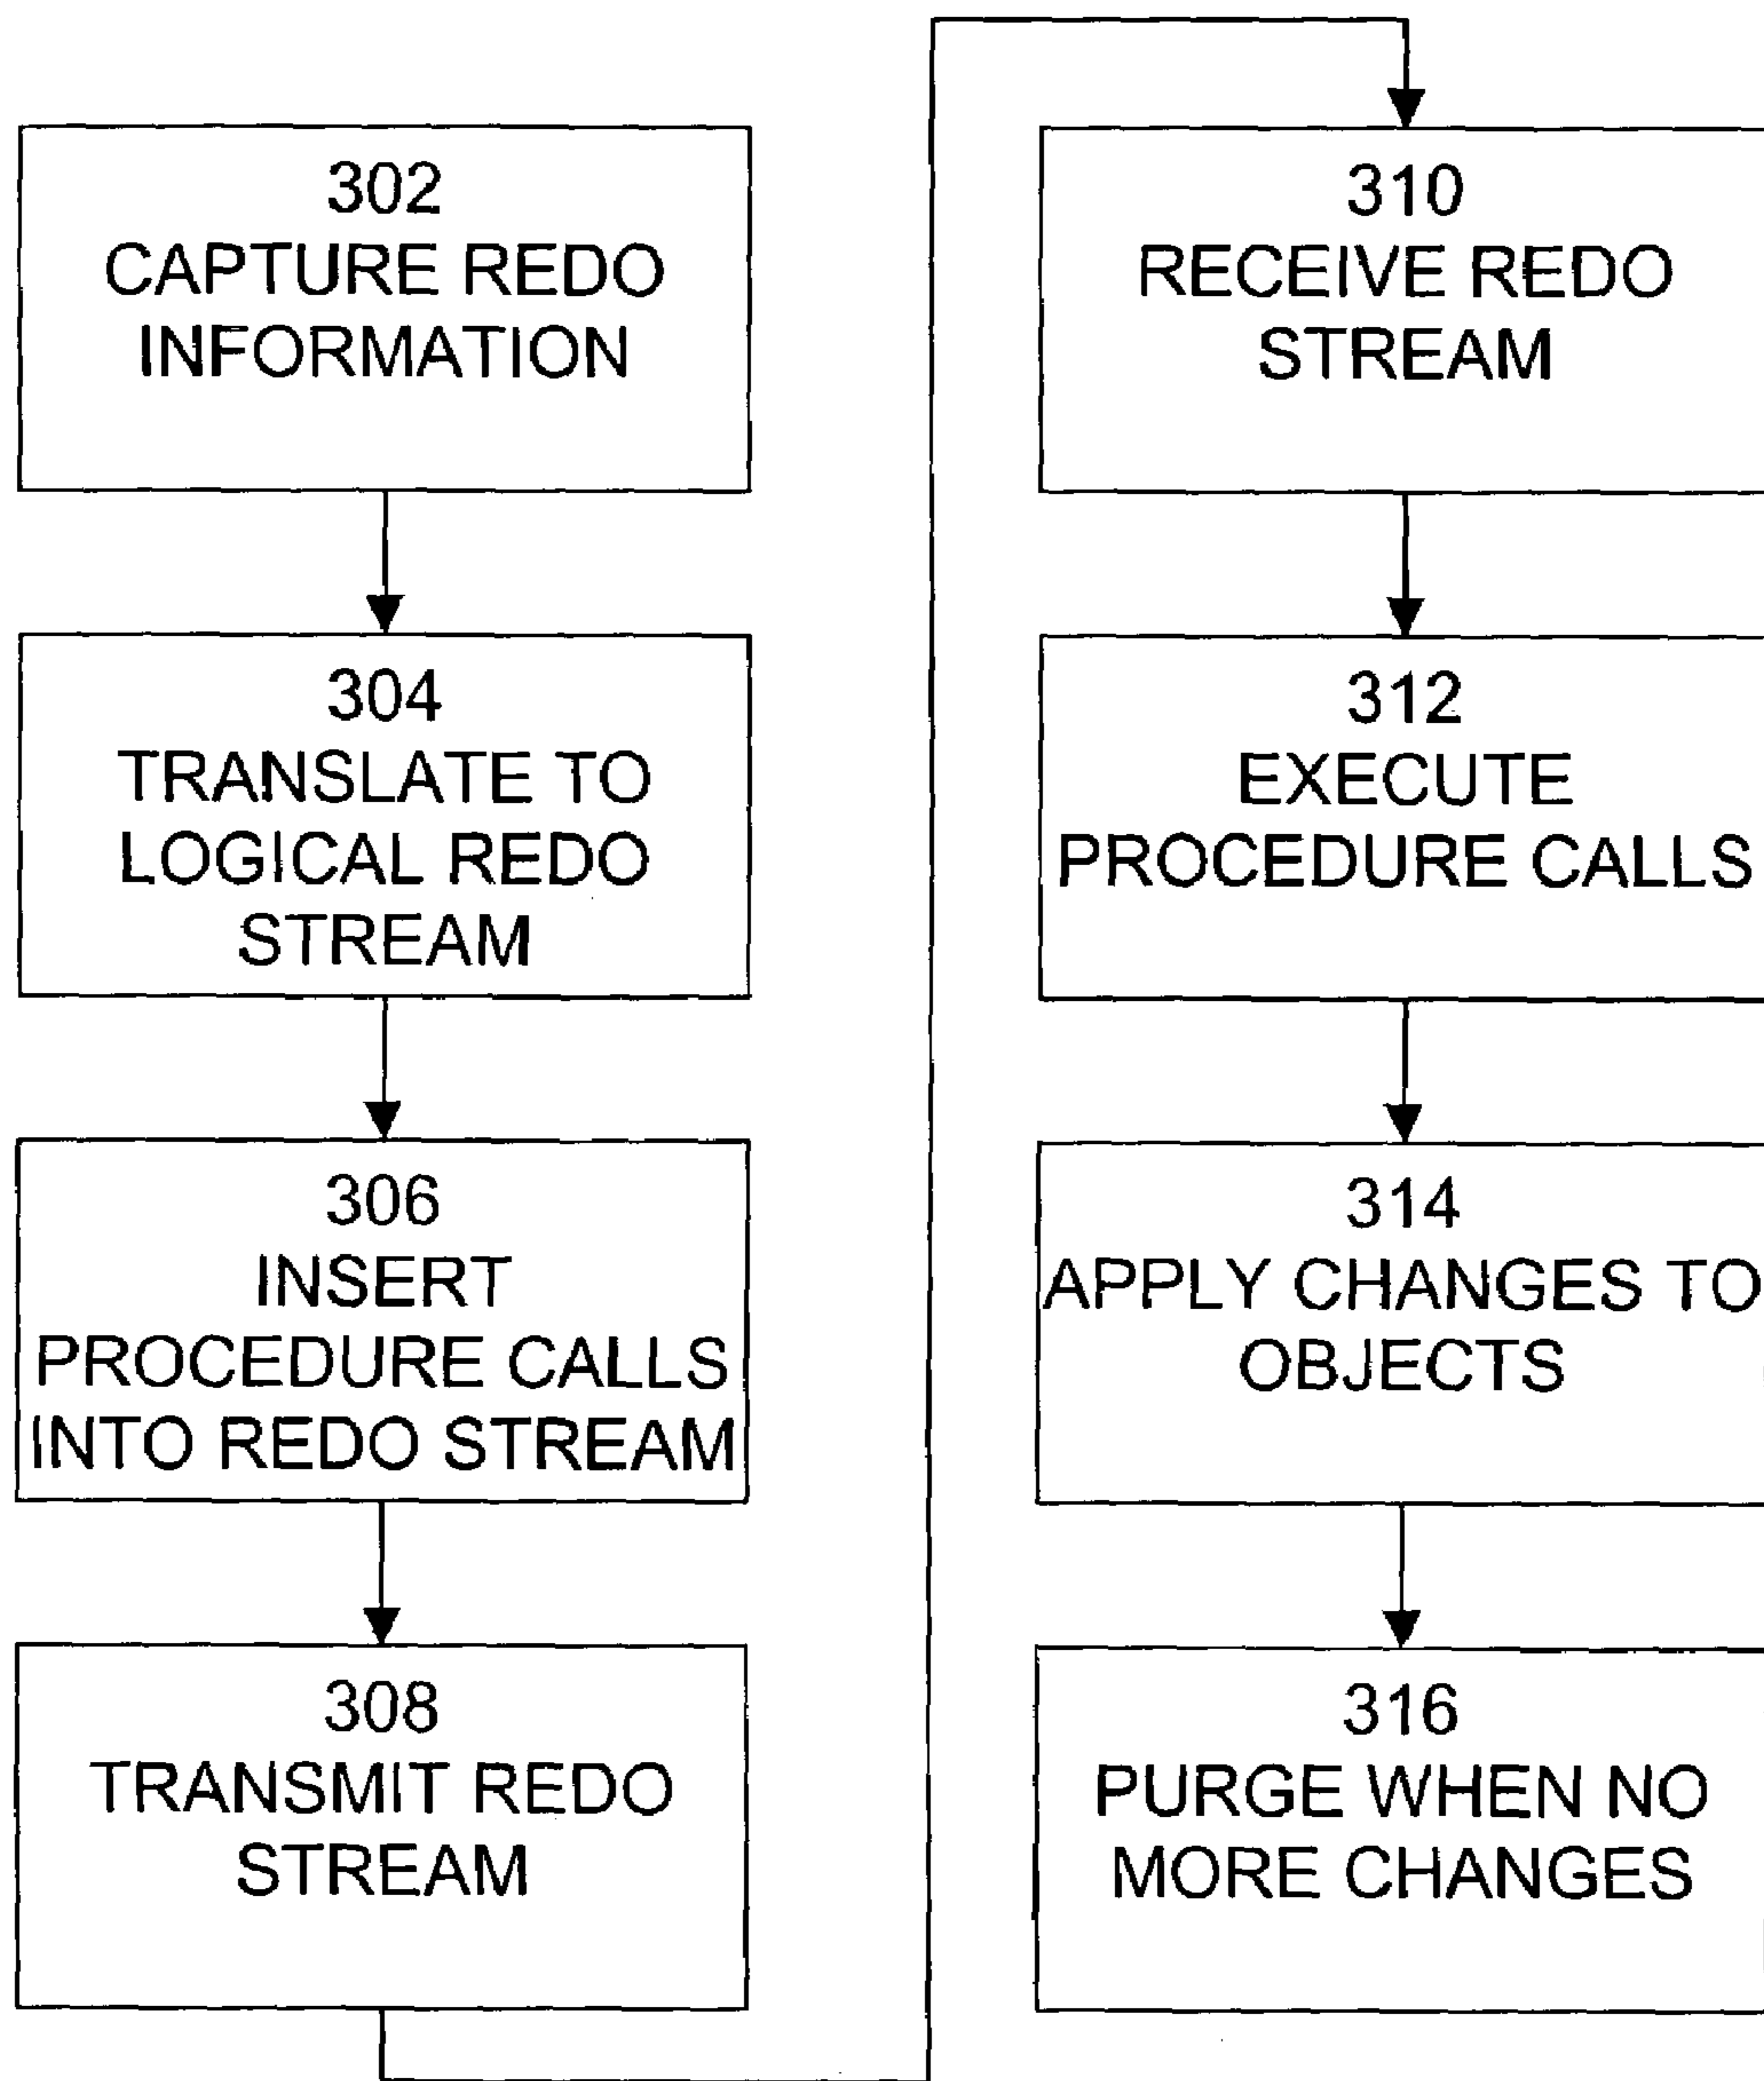 302
CAPTURE REDO
INFORMATION
304
TRANSLATE TO
LOGICAL REDO
STREAM
306
INSERT
PROCEDURE CALLS
INTO REDO STREAM
308
TRANSMIT REDO
STREAM
310
RECEIVE REDO
STREAM
312
EXECUTE
PROCEDURE CALLS
314
APPLY CHANGES TO
OBJECTS
316
PURGE WHEN NO
MORE CHANGES